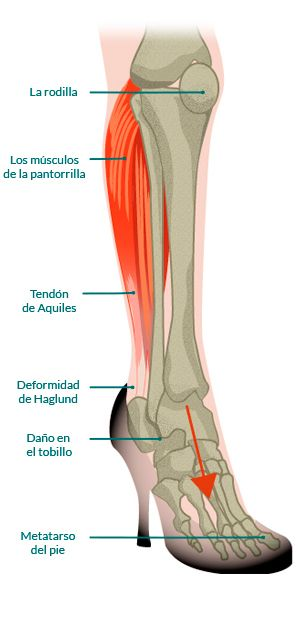 La rodilla
Los músculos
de la pantorrilla
Tendón
de Aquiles
Deformidad
de Haglund
Daño en
el tobillo
Metatarso
del pie